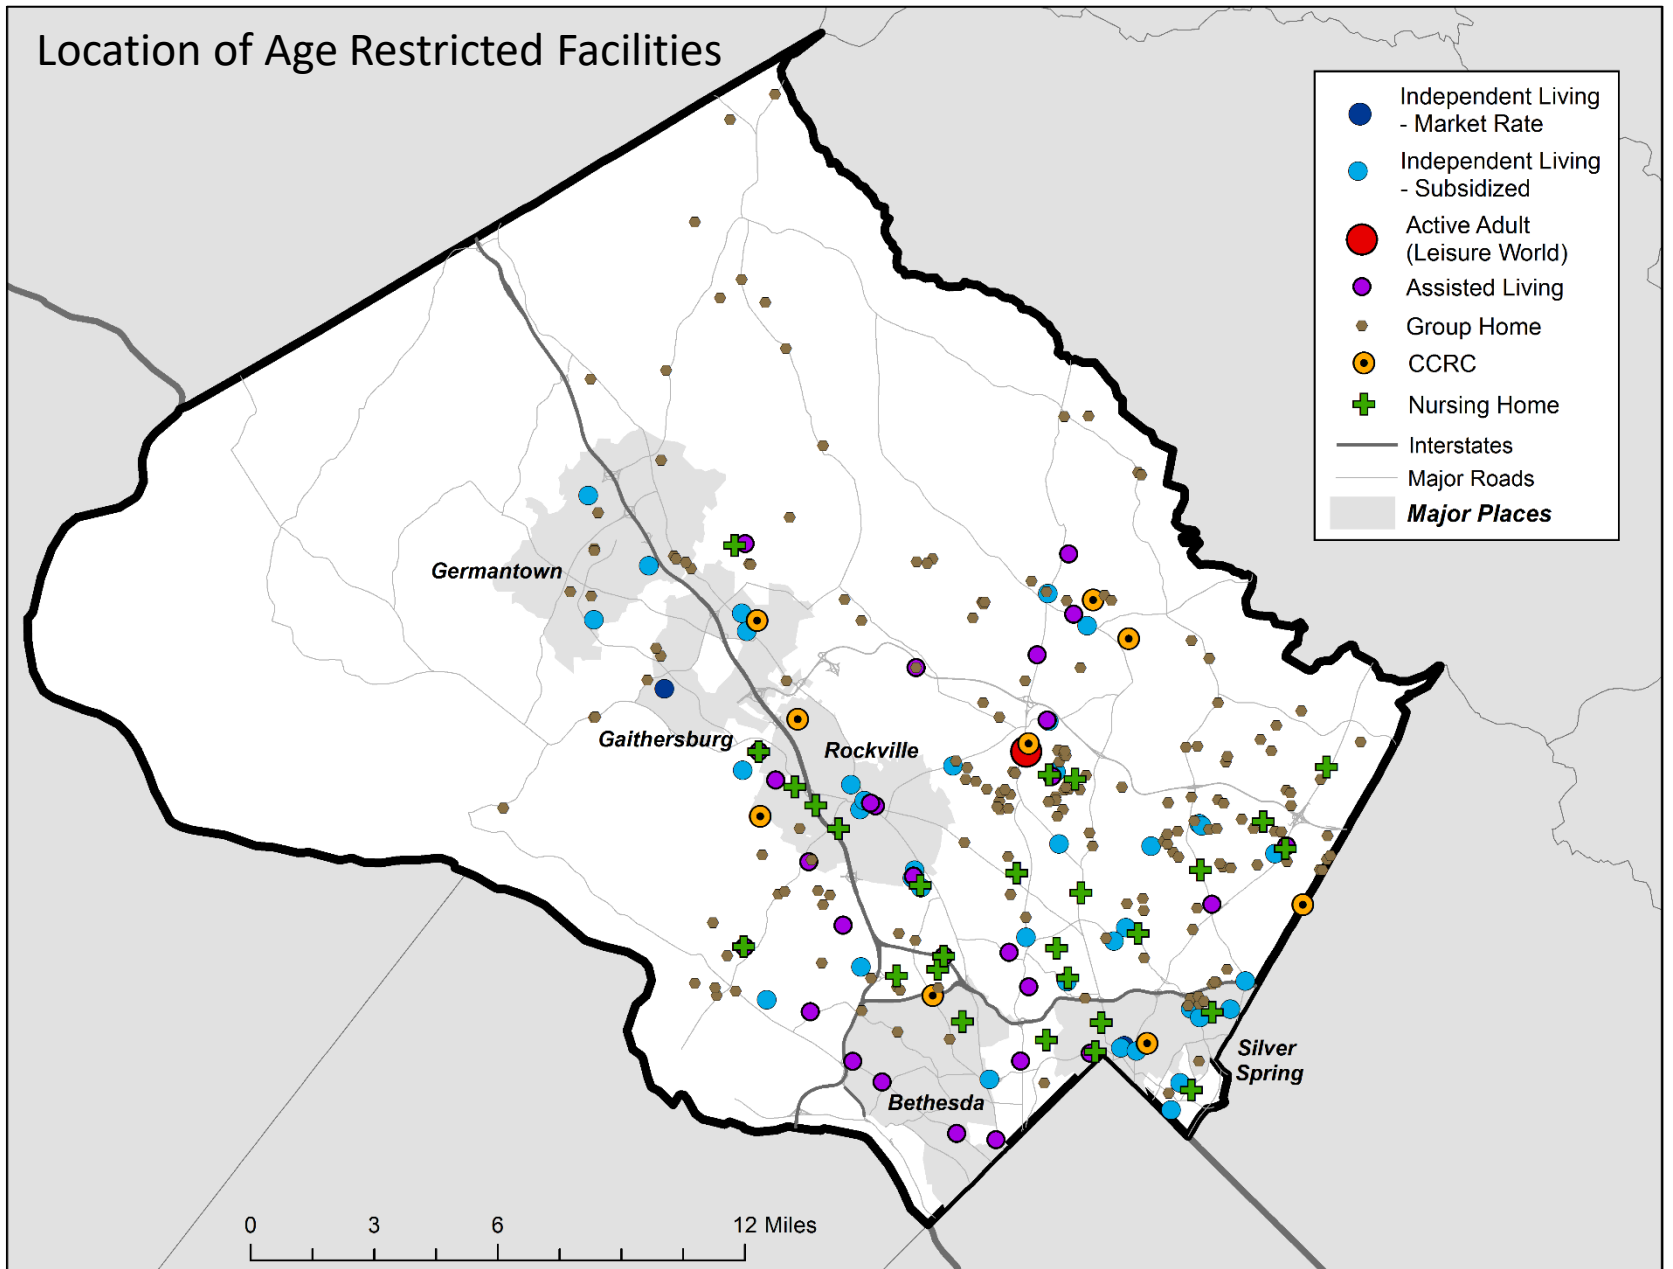 Location of Age Restricted Facilities
Independent Living
- Market Rate
Independent Living
- Subsidized
Active Adult
(Leisure World)
Assisted Living
Group Home
CCRC
Nursing Home
Interstates
Major Roads
Major Places
Germantown
Gaithersburg
Rockville
Silver
Spring
Bethesda
0 3 6 12 Miles